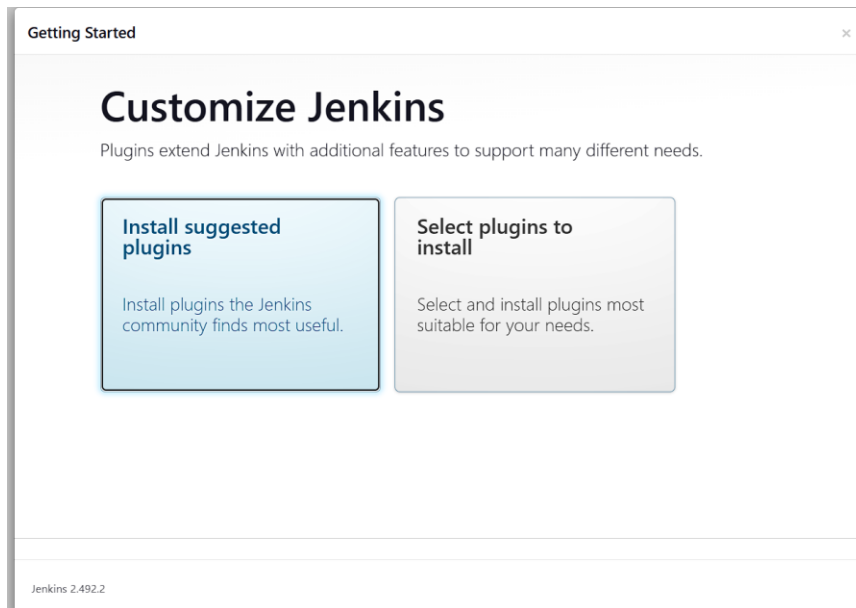 Getting Started
×
Customize Jenkins
Plugins extend Jenkins with additional features to support many different needs.
Install suggested
plugins
Install plugins the Jenkins
community finds most useful.
Select plugins to
install
Select and install plugins most
suitable for your needs.
Jenkins 2.492.2